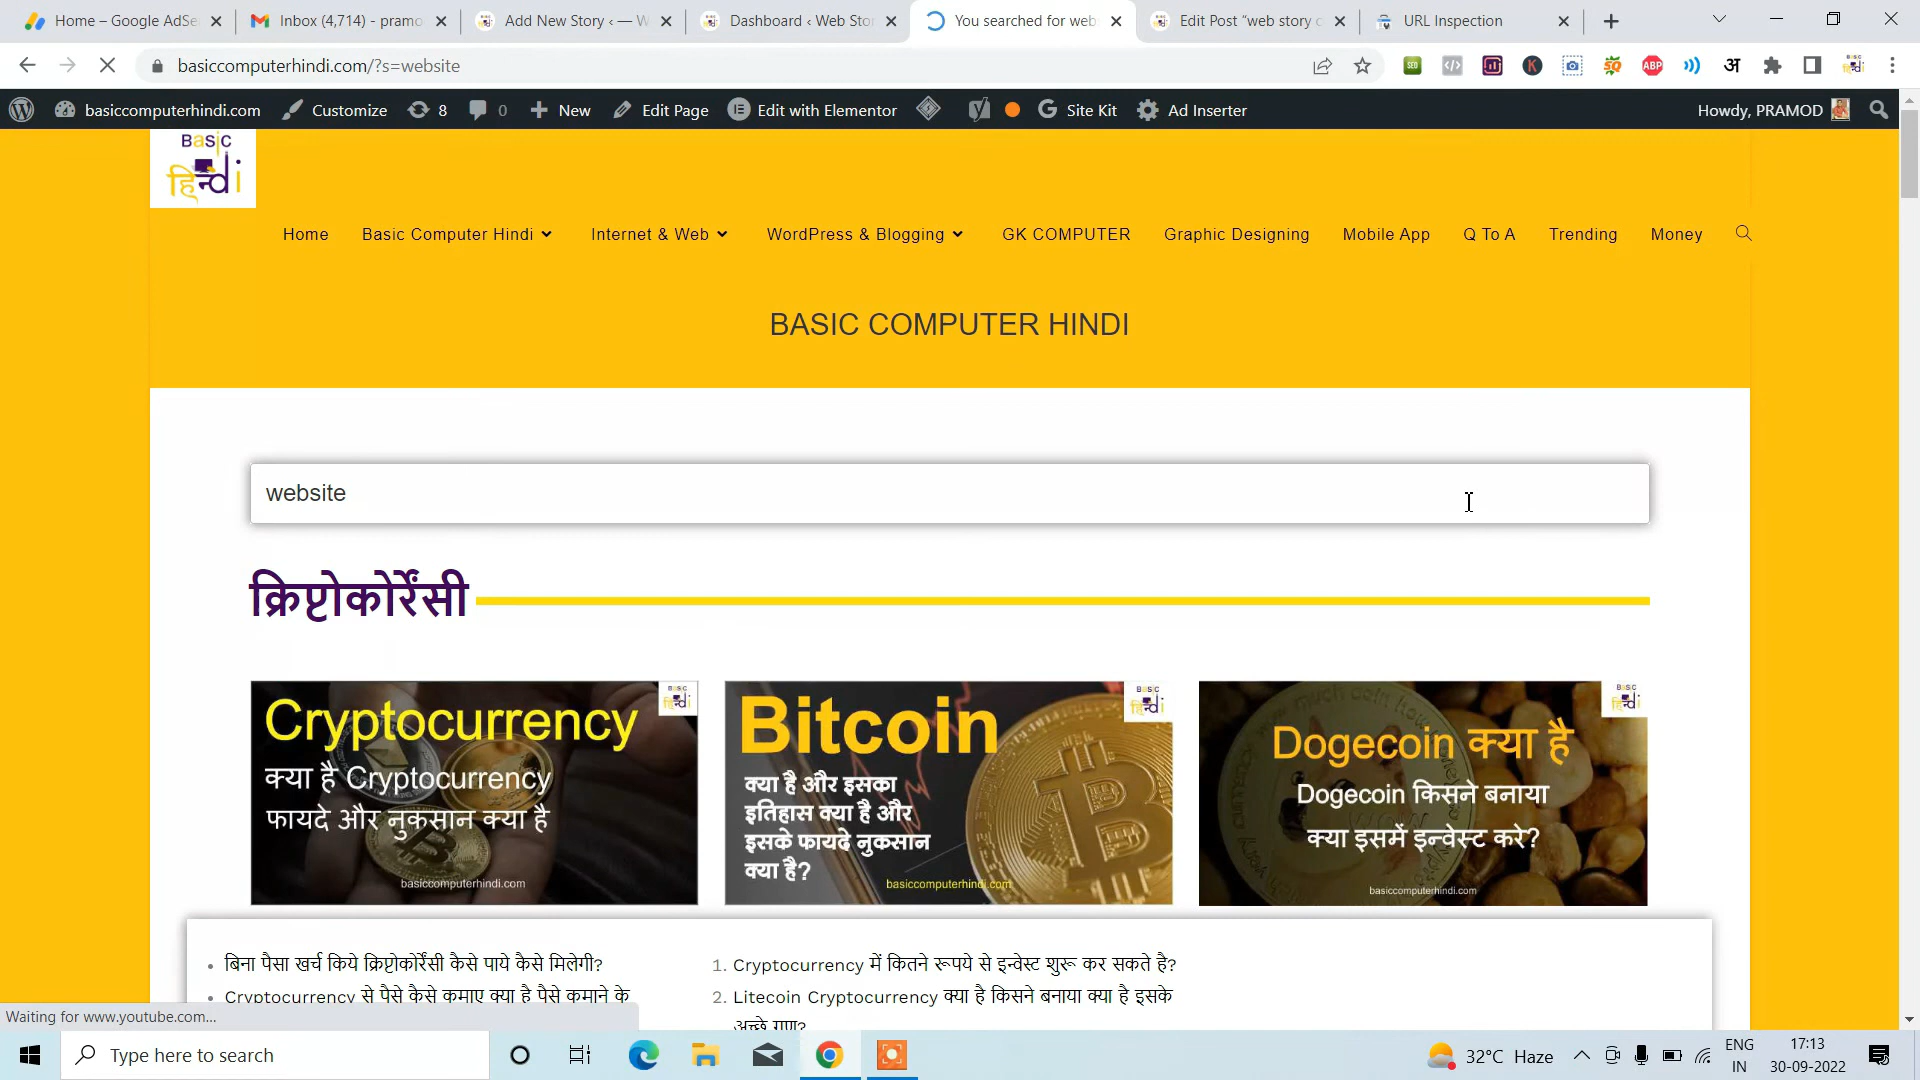 Home – Google AdSe
Inbox (4,714) - pramo
Add New Story ‹ — W
Dashboard ‹ Web Stor
You searched for web
Edit Post "web story c
URL Inspection
basiccomputerhindi.com/?s=website
basiccomputerhindi.com
Customize
8
0
New
Edit Page
Edit with Elementor
Site Kit
Ad Inserter
Howdy, PRAMOD
Basic
हिन्दी
Home
Basic Computer Hindi
Internet & Web
WordPress & Blogging
GK COMPUTER
Graphic Designing
Mobile App
Q To A
Trending
Money
BASIC COMPUTER HINDI
website
क्रिप्टोकोर्रेंसी
Cryptocurrency
क्या है Cryptocurrency
फायदे और नुकसान क्या है
basiccomputerhindi.com
Bitcoin
क्या है और इसका
इतिहास क्या है और
इसके फायदे नुकसान
क्या है?
basiccomputerhindi.com
Dogecoin क्या है
Dogecoin किसने बनाया
क्या इसमें इन्वेस्ट करे?
basiccomputerhindi.com
बिना पैसा खर्च किये क्रिप्टोकोर्रेंसी कैसे पाये कैसे मिलेगी?
Cryptocurrency से पैसे कैसे कमाए क्या है पैसे कमाने के
1. Cryptocurrency में कितने रूपये से इन्वेस्ट शुरू कर सकते है?
2. Litecoin Cryptocurrency क्या है किसने बनाया क्या है इसके
अच्छे गुण?
Waiting for www.youtube.com...
Type here to search
32°C Haze
ENG
IN
17:13
30-09-2022